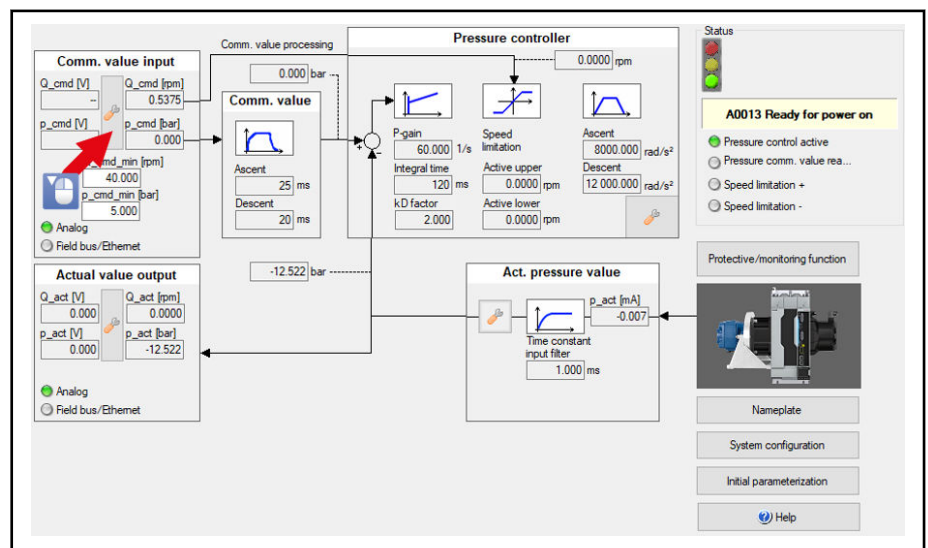 Comm. value input
Q_cmd [V]
Q_cmd [rpm]
--
0.5375
p_cmd [V]
p_cmd [bar]
0.000
_cmd_min [rpm]
40.000
p_cmd_min [bar]
5.000
Analog
Field bus/Ethernet
Comm. value processing
0.000 bar
Comm. value
Ascent
25 ms
Descent
20 ms
Pressure controller
0.0000 rpm
P-gain
60.000 1/s
Integral time
120 ms
kD factor
2.000
Speed
limitation
Active upper
0.0000 rpm
Active lower
0.0000 rpm
Ascent
8000.000 rad/s²
Descent
12 000.000 rad/s²
Actual value output
Q_act [V]
Q_act [rpm]
0.000
0.0000
p_act [V]
p_act [bar]
0.000
-12.522
Analog
Field bus/Ethernet
-12.522 bar
Act. pressure value
p_act [mA]
-0.007
Time constant
input filter
1.000 ms
Status
A0013 Ready for power on
Pressure control active
Pressure comm. value rea...
Speed limitation +
Speed limitation -
Protective/monitoring function
Nameplate
System configuration
Initial parameterization
Help